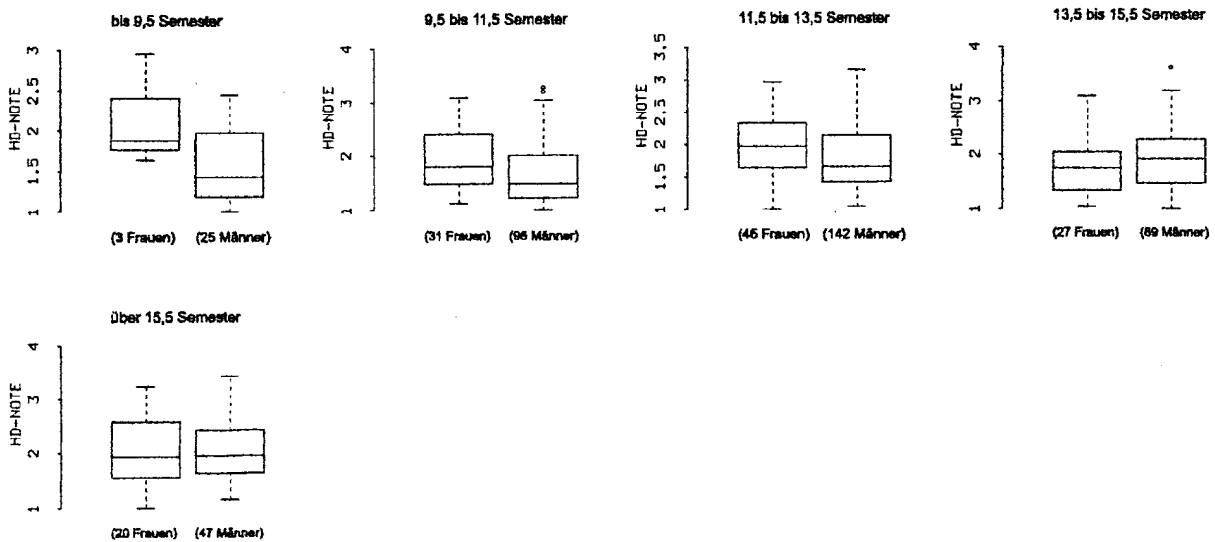 bis 9,5 Semester
9,5 bis 11,5 Semester
11,5 bis 13,5 Semester
13,5 bis 15,5 Semester
HD-NOTE
1 1,5 2 2,5 3
(3 Frauen) (25 Männer)
HD-NOTE
1 2 3 4
(31 Frauen) (96 Männer)
HD-NOTE
1 1,5 2 2,5 3 3,5
(46 Frauen) (142 Männer)
HD-NOTE
1 2 3 4
(27 Frauen) (89 Männer)
über 15,5 Semester
HD-NOTE
1 2 3 4
(20 Frauen) (47 Männer)